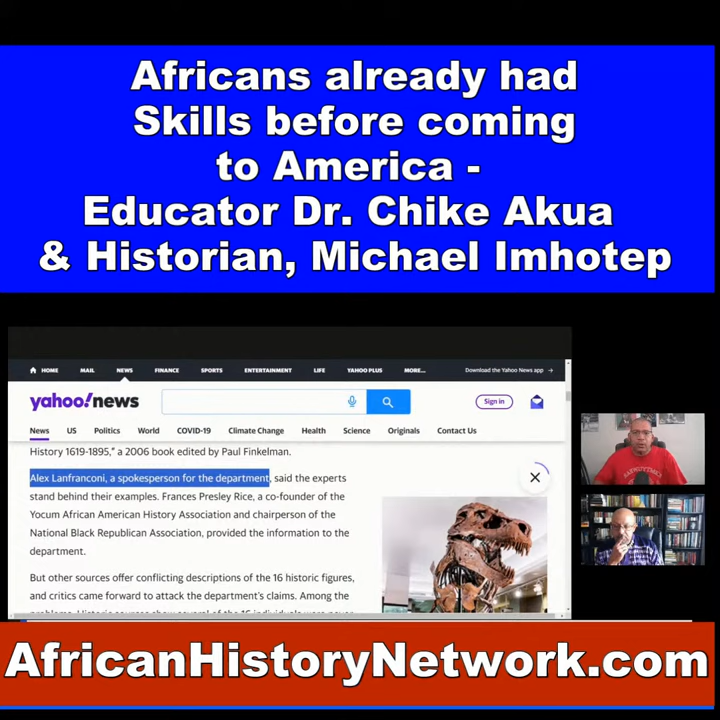 Africans already had
Skills before coming
to America -
Educator Dr. Chike Akua
& Historian, Michael Imhotep
HOME MAIL NEWS FINANCE SPORTS ENTERTAINMENT LIFE YAHOO PLUS MORE... Download the Yahoo News app >
yahoo!news
Sign in
News US Politics World COVID-19 Climate Change Health Science Originals Contact Us
History 1619-1895," a 2006 book edited by Paul Finkelman.
Alex Lanfranconi, a spokesperson for the department, said the experts
stand behind their examples. Frances Presley Rice, a co-founder of the
Yocum African American History Association and chairperson of the
National Black Republican Association, provided the information to the
department.
But other sources offer conflicting descriptions of the 16 historic figures,
and critics came forward to attack the department's claims. Among the
AfricanHistoryNetwork.com